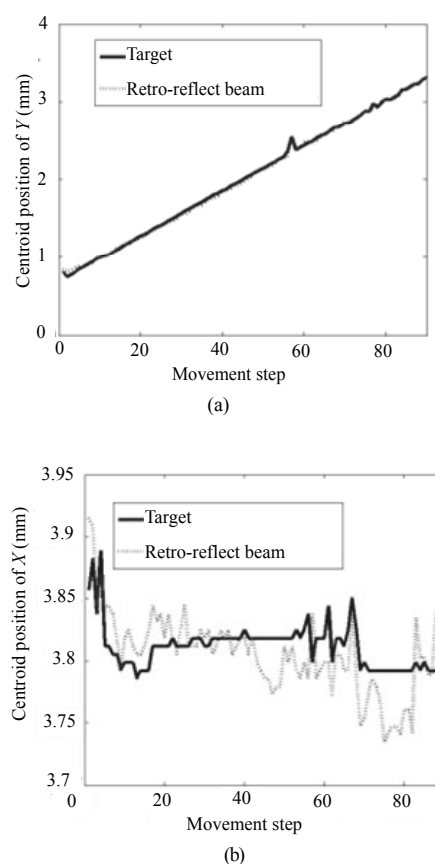 4
3
2
1
0
Centroid position of Y (mm)
Target
Retro-reflect beam
0 20 40 60 80
Movement step
(a)
3.95
3.9
3.85
3.8
3.75
3.7
Centroid position of X (mm)
Target
Retro-reflect beam
0 20 40 60 80
Movement step
(b)